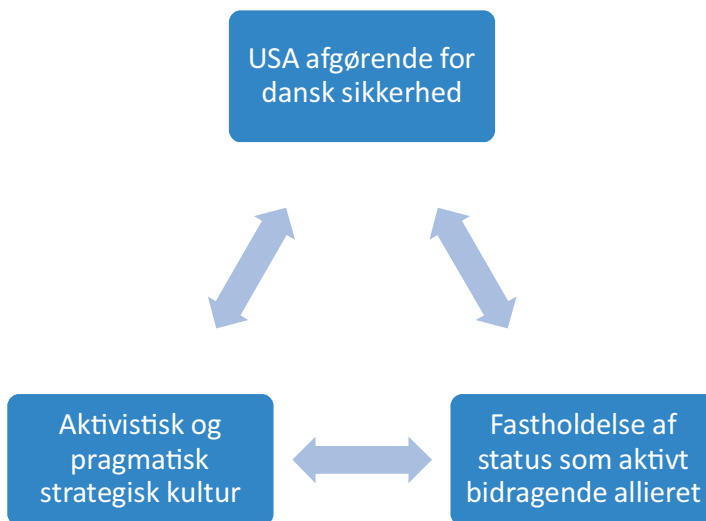 USA afgørende for
dansk sikkerhed
Aktivistisk og
pragmatisk
strategisk kultur
Fastholdelse af
status som aktivt
bidragende allieret